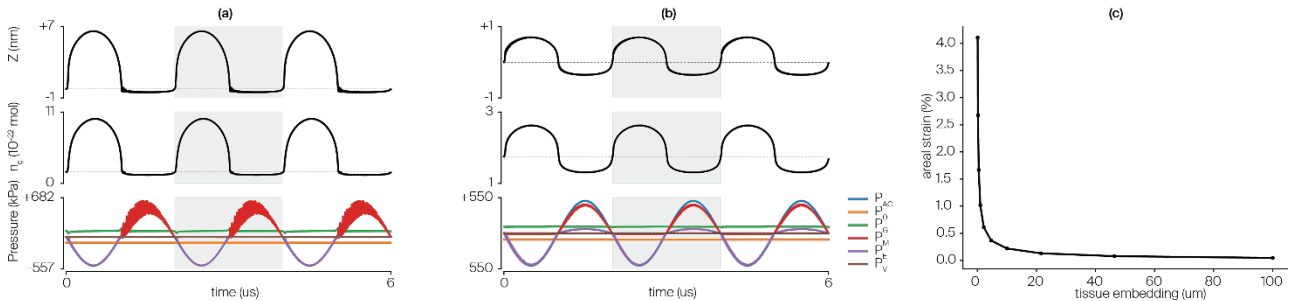 (a)
+7
Z (nm)
-1
11
n_g (10^-22 mol)
0
+682
Pressure (kPa)
557
0
time (us)
6
(b)
+1
-1
3
1
+550
550
0
time (us)
6
P_AC
P_0
P_G
P_M
P_E
P_V
(c)
4.0
3.5
3.0
2.5
2.0
1.5
1.0
0.5
0.0
areal strain (%)
0
20
40
60
80
100
tissue embedding (um)